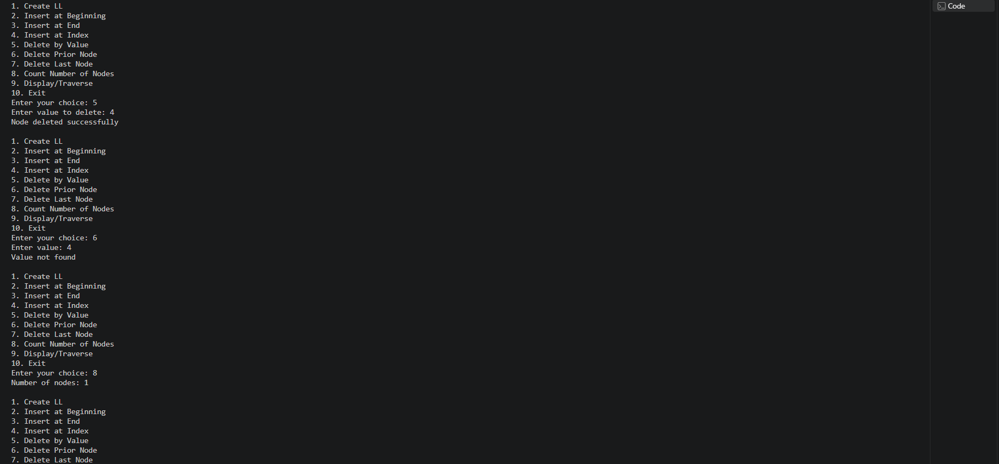 1. Create LL
2. Insert at Beginning
3. Insert at End
4. Insert at Index
5. Delete by Value
6. Delete Prior Node
7. Delete Last Node
8. Count Number of Nodes
9. Display/Traverse
10. Exit
Enter your choice: 5
Enter value to delete: 4
Node deleted successfully

1. Create LL
2. Insert at Beginning
3. Insert at End
4. Insert at Index
5. Delete by Value
6. Delete Prior Node
7. Delete Last Node
8. Count Number of Nodes
9. Display/Traverse
10. Exit
Enter your choice: 6
Enter value: 4
Value not found

1. Create LL
2. Insert at Beginning
3. Insert at End
4. Insert at Index
5. Delete by Value
6. Delete Prior Node
7. Delete Last Node
8. Count Number of Nodes
9. Display/Traverse
10. Exit
Enter your choice: 8
Number of nodes: 1

1. Create LL
2. Insert at Beginning
3. Insert at End
4. Insert at Index
5. Delete by Value
6. Delete Prior Node
7. Delete Last Node
Code